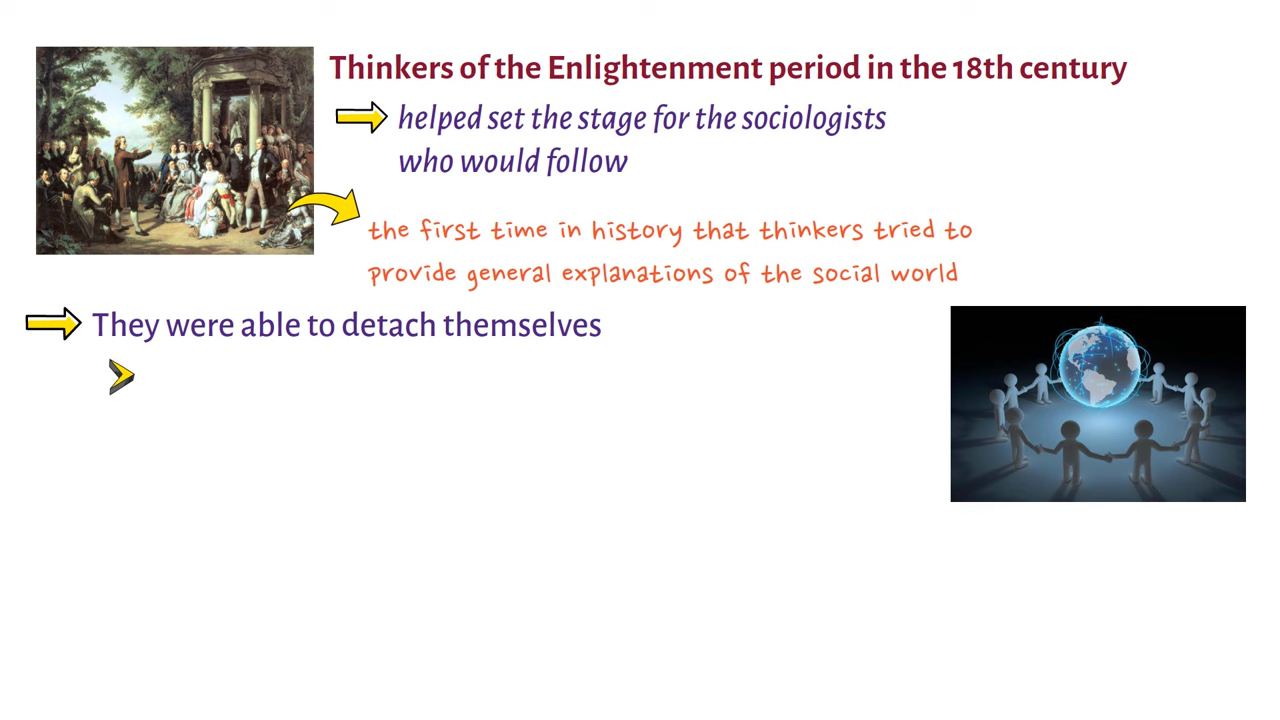 Thinkers of the Enlightenment period in the 18th century
helped set the stage for the sociologists
who would follow
the first time in history that thinkers tried to
provide general explanations of the social world
They were able to detach themselves